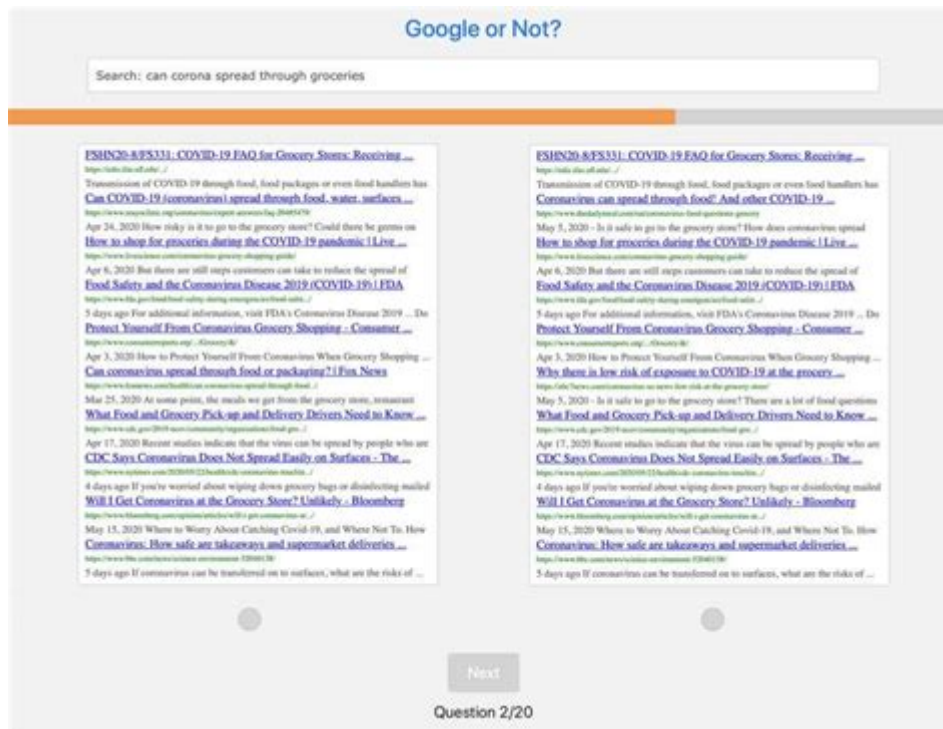 Google or Not?
Search: can corona spread through groceries
FSHN20-8/FS331: COVID-19 FAQ for Grocery Stores: Receiving ...
Transmission of COVID-19 through food, food packages or even food handlers has
Can COVID-19 (coronavirus) spread through food, water, surfaces ...
Apr 24, 2020 How risky is it to go to the grocery store? Could there be germs on
How to shop for groceries during the COVID-19 pandemic | Live ...
https://www.livescience.com/coronavirus-grocery-shopping-guide/
Apr 6, 2020 But there are still steps customers can take to reduce the spread of
Food Safety and the Coronavirus Disease 2019 (COVID-19) | FDA
5 days ago For additional information, visit FDA's Coronavirus Disease 2019 ... Do
Protect Yourself From Coronavirus Grocery Shopping - Consumer ...
Apr 3, 2020 How to Protect Yourself From Coronavirus When Grocery Shopping ...
Can coronavirus spread through food or packaging? | Fox News
Mar 25, 2020 At some point, the meals we get from the grocery store, restaurant
What Food and Grocery Pick-up and Delivery Drivers Need to Know ...
Apr 17, 2020 Recent studies indicate that the virus can be spread by people who are
CDC Says Coronavirus Does Not Spread Easily on Surfaces - The ...
4 days ago If you're worried about wiping down grocery bags or disinfecting mailed
Will I Get Coronavirus at the Grocery Store? Unlikely - Bloomberg
May 15, 2020 Where to Worry About Catching Covid-19, and Where Not To. How
Coronavirus: How safe are takeaways and supermarket deliveries ...
5 days ago If coronavirus can be transferred on to surfaces, what are the risks of ...
FSHN20-8/FS331: COVID-19 FAQ for Grocery Stores: Receiving ...
Transmission of COVID-19 through food, food packages or even food handlers has
Coronavirus can spread through food? And other COVID-19 ...
May 5, 2020 - Is it safe to go to the grocery store? How does coronavirus spread
How to shop for groceries during the COVID-19 pandemic | Live ...
https://www.livescience.com/coronavirus-grocery-shopping-guide/
Apr 6, 2020 But there are still steps customers can take to reduce the spread of
Food Safety and the Coronavirus Disease 2019 (COVID-19) | FDA
5 days ago For additional information, visit FDA's Coronavirus Disease 2019 ... Do
Protect Yourself From Coronavirus Grocery Shopping - Consumer ...
Apr 3, 2020 How to Protect Yourself From Coronavirus When Grocery Shopping ...
Why there is low risk of exposure to COVID-19 at the grocery ...
May 5, 2020 - Is it safe to go to the grocery store? There are a lot of food questions
What Food and Grocery Pick-up and Delivery Drivers Need to Know ...
Apr 17, 2020 Recent studies indicate that the virus can be spread by people who are
CDC Says Coronavirus Does Not Spread Easily on Surfaces - The ...
4 days ago If you're worried about wiping down grocery bags or disinfecting mailed
Will I Get Coronavirus at the Grocery Store? Unlikely - Bloomberg
May 15, 2020 Where to Worry About Catching Covid-19, and Where Not To. How
Coronavirus: How safe are takeaways and supermarket deliveries ...
5 days ago If coronavirus can be transferred on to surfaces, what are the risks of ...
Next
Question 2/20